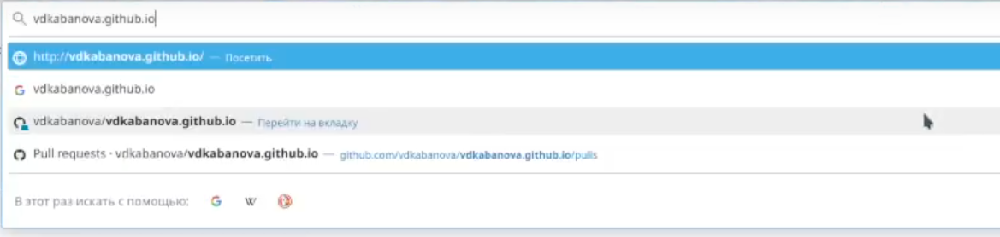 vdkabanova.github.io
http://vdkabanova.github.io/ — Посетить
vdkabanova.github.io
vdkabanova/vdkabanova.github.io — Перейти на вкладку
Pull requests · vdkabanova/vdkabanova.github.io — github.com/vdkabanova/vdkabanova.github.io/pulls
В этот раз искать с помощью: G W